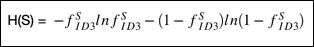 H(S) = −f^S_{ID3} ln f^S_{ID3} − (1 − f^S_{ID3}) ln(1 − f^S_{ID3})